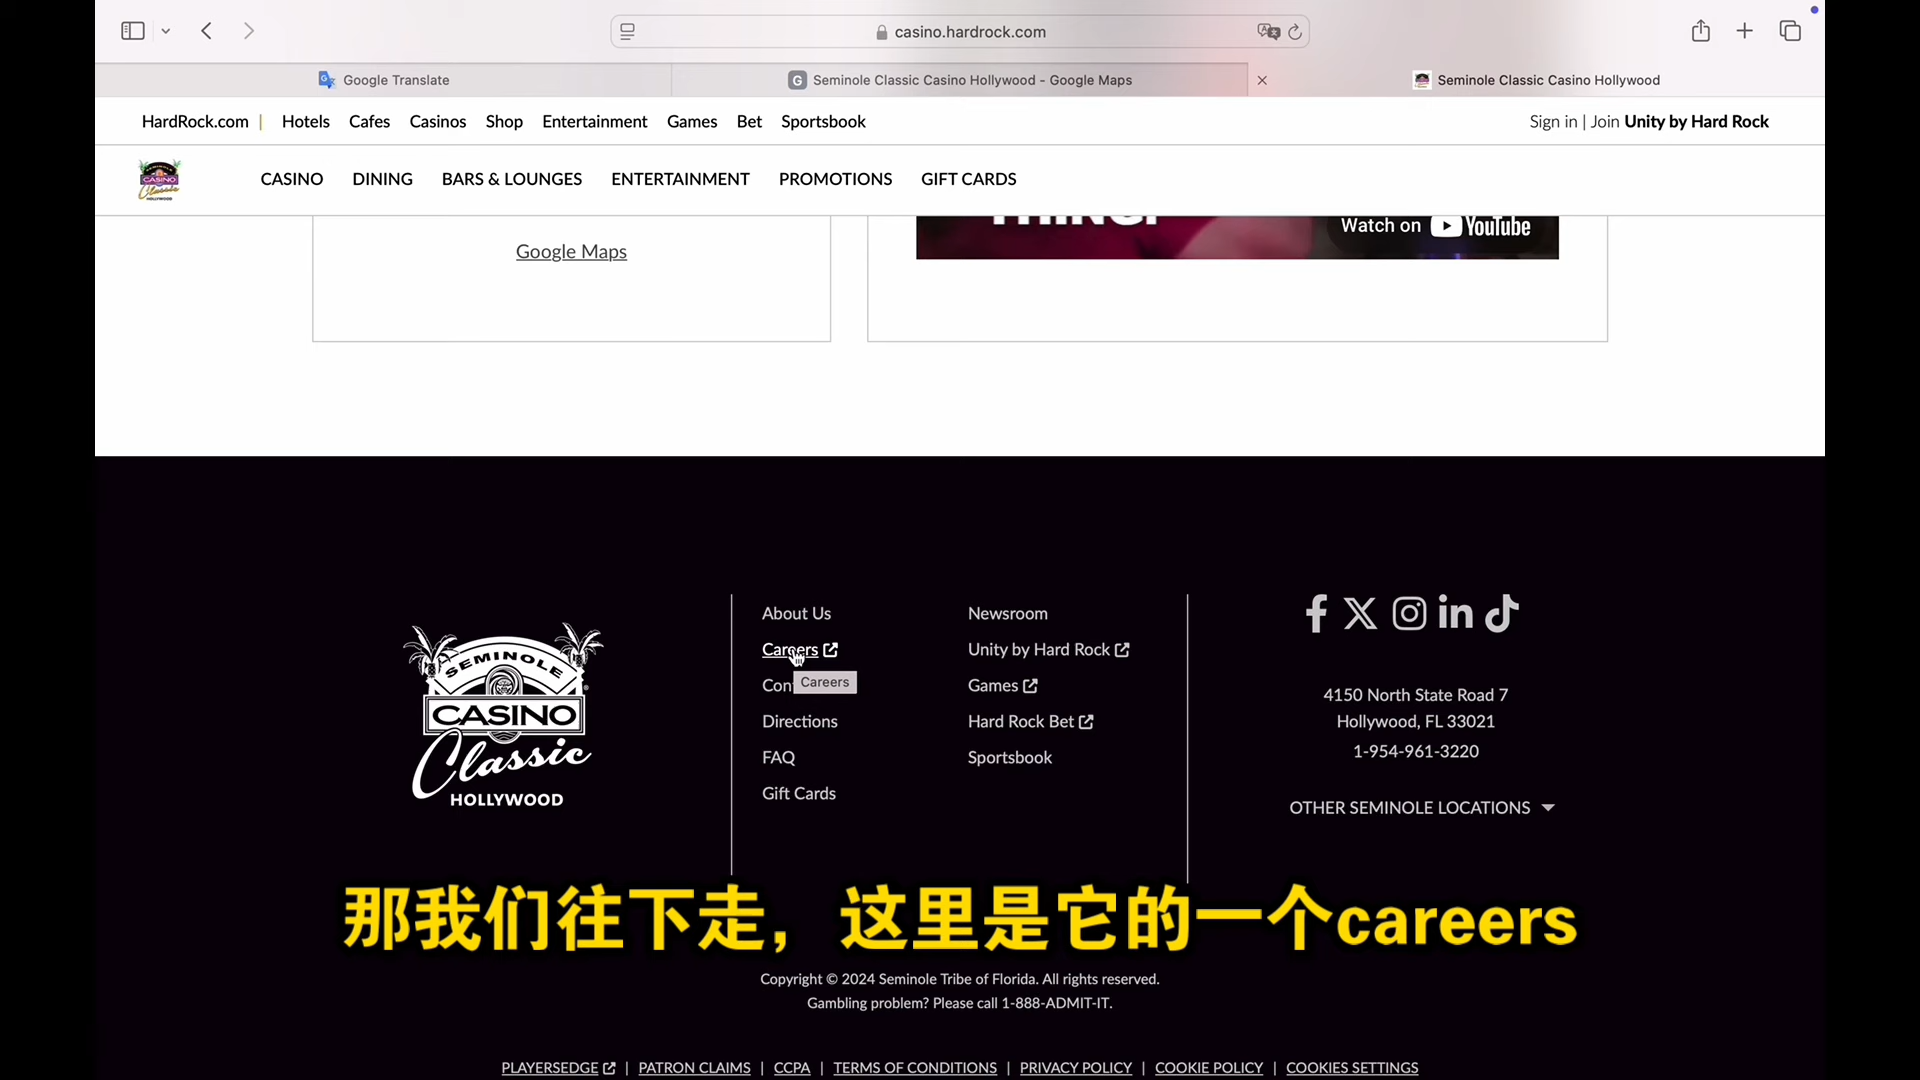 casino.hardrock.com
Google Translate
Seminole Classic Casino Hollywood - Google Maps
Seminole Classic Casino Hollywood
HardRock.com | Hotels Cafes Casinos Shop Entertainment Games Bet Sportsbook
Sign in | Join Unity by Hard Rock
CASINO DINING BARS & LOUNGES ENTERTAINMENT PROMOTIONS GIFT CARDS
Google Maps
Watch on YouTube
SEMINOLE
CASINO
Classic
HOLLYWOOD
About Us
Careers
Careers
Con
Directions
FAQ
Gift Cards
Newsroom
Unity by Hard Rock
Games
Hard Rock Bet
Sportsbook
4150 North State Road 7
Hollywood, FL 33021
1-954-961-3220
OTHER SEMINOLE LOCATIONS
那我们往下走，这里是它的一个careers
Copyright © 2024 Seminole Tribe of Florida. All rights reserved.
Gambling problem? Please call 1-888-ADMIT-IT.
PLAYERSEDGE | PATRON CLAIMS | CCPA | TERMS OF CONDITIONS | PRIVACY POLICY | COOKIE POLICY | COOKIES SETTINGS